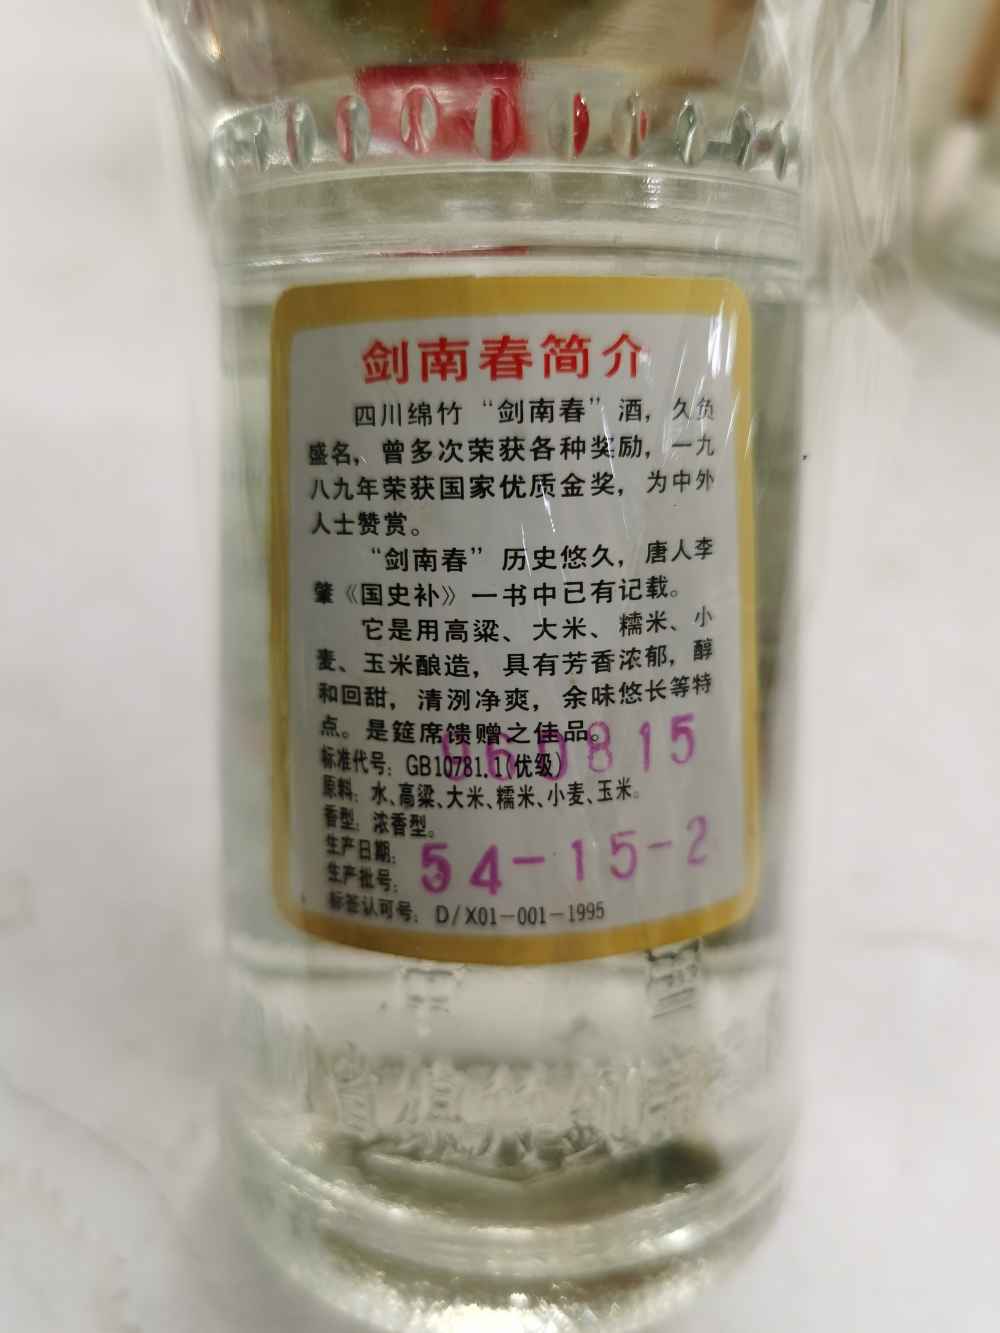 剑南春简介
四川绵竹“剑南春”酒，久负
盛名，曾多次荣获各种奖励，一九
八九年荣获国家优质金奖，为中外
人士赞赏。
“剑南春”历史悠久，唐人李
肇《国史补》一书中已有记载。
它是用高粱、大米、糯米、小
麦、玉米酿造，具有芳香浓郁，醇
和回甜，清洌净爽，余味悠长等特
点。是筵席馈赠之佳品。
960815
标准代号：GB10781.1(优级)
原料：水、高粱、大米、糯米、小麦、玉米。
香型：浓香型。
生产日期：
54-15-2
生产批号：
标签认可号：D/X01-001-1995